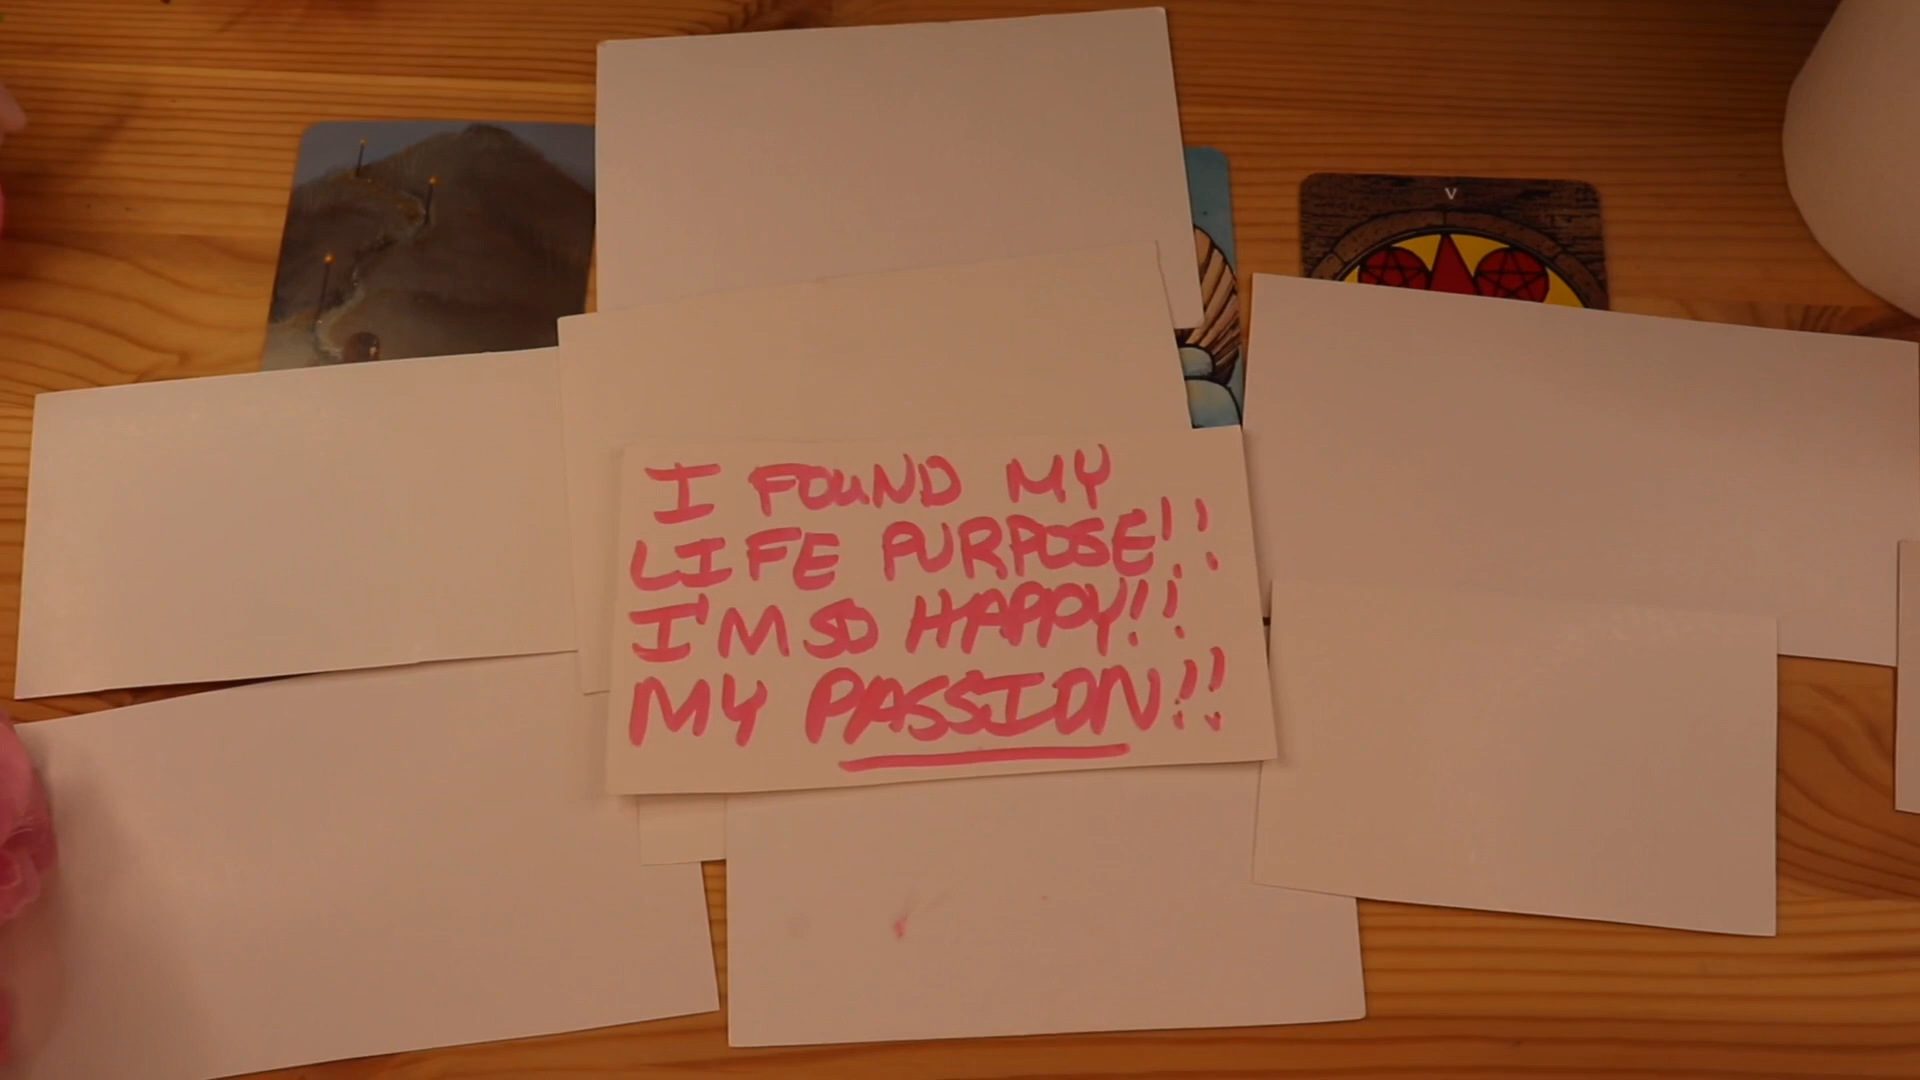 V
I FOUND MY
LIFE PURPOSE!!
I'M SO HAPPY!!
MY PASSION!!